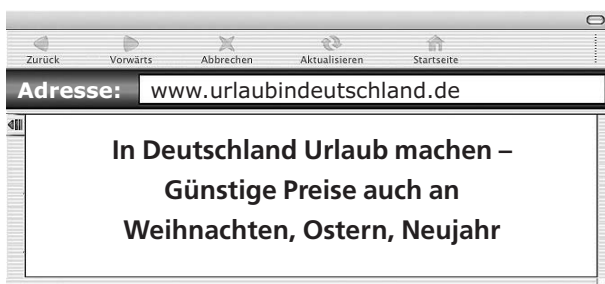 Zurück Vorwärts Abbrechen Aktualisieren Startseite
Adresse: www.urlaubindeutschland.de
In Deutschland Urlaub machen –
Günstige Preise auch an
Weihnachten, Ostern, Neujahr